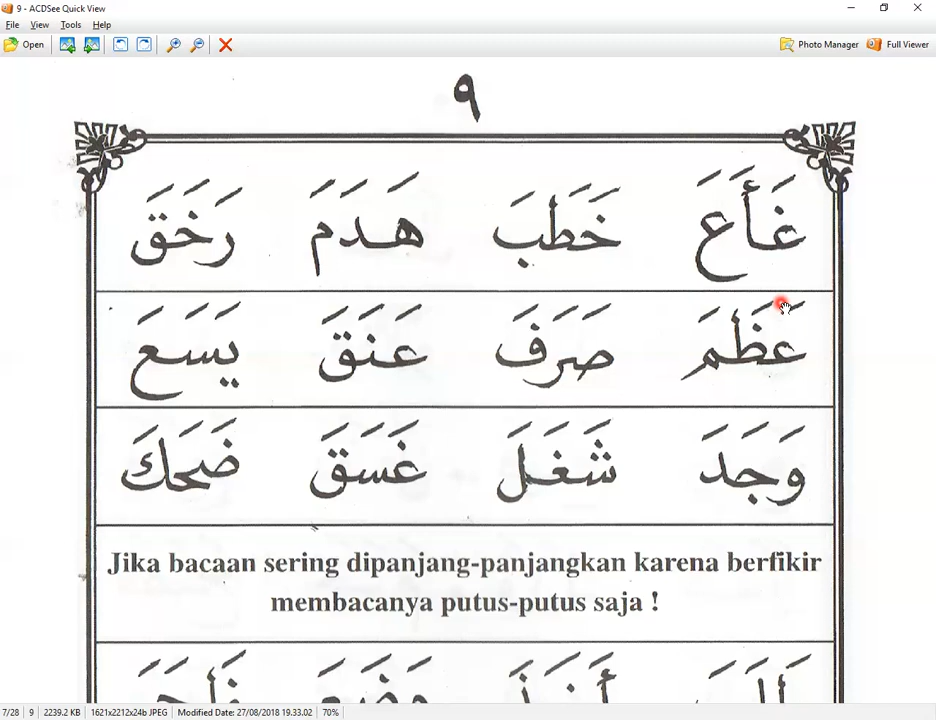 9 - ACDSee Quick View
File View Tools Help
Open Photo Manager Full Viewer
٩
غَأَعَ خَطَبَ هَدَمَ رَخَقَ
عَظَمَ صَرَفَ عَنَقَ يَسَعَ
وَجَدَ شَغَلَ غَسَقَ ضَحَكَ
Jika bacaan sering dipanjang-panjangkan karena berfikir
membacanya putus-putus saja !
7/28 9 2239.2 KB 1621x2212x24b JPEG Modified Date: 27/08/2018 19.33.02 70%